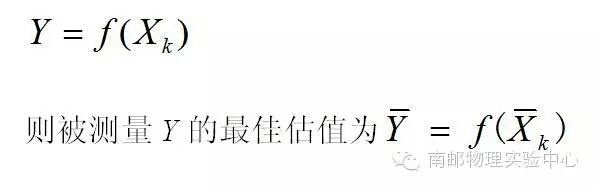 Y = f(X_k)
则被测量 Y 的最佳估值为 Y̅ = f(X̅_k)
南邮物理实验中心